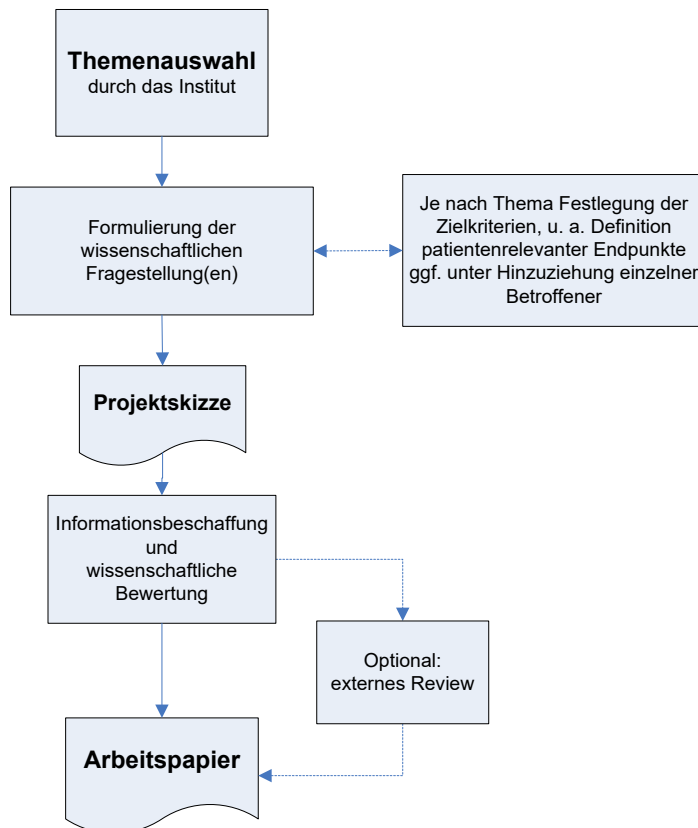 Themenauswahl
durch das Institut
Formulierung der
wissenschaftlichen
Fragestellung(en)
Je nach Thema Festlegung der
Zielkriterien, u. a. Definition
patientenrelevanter Endpunkte
ggf. unter Hinzuziehung einzelner
Betroffener
Projektskizze
Informationsbeschaffung
und
wissenschaftliche
Bewertung
Optional:
externes Review
Arbeitspapier